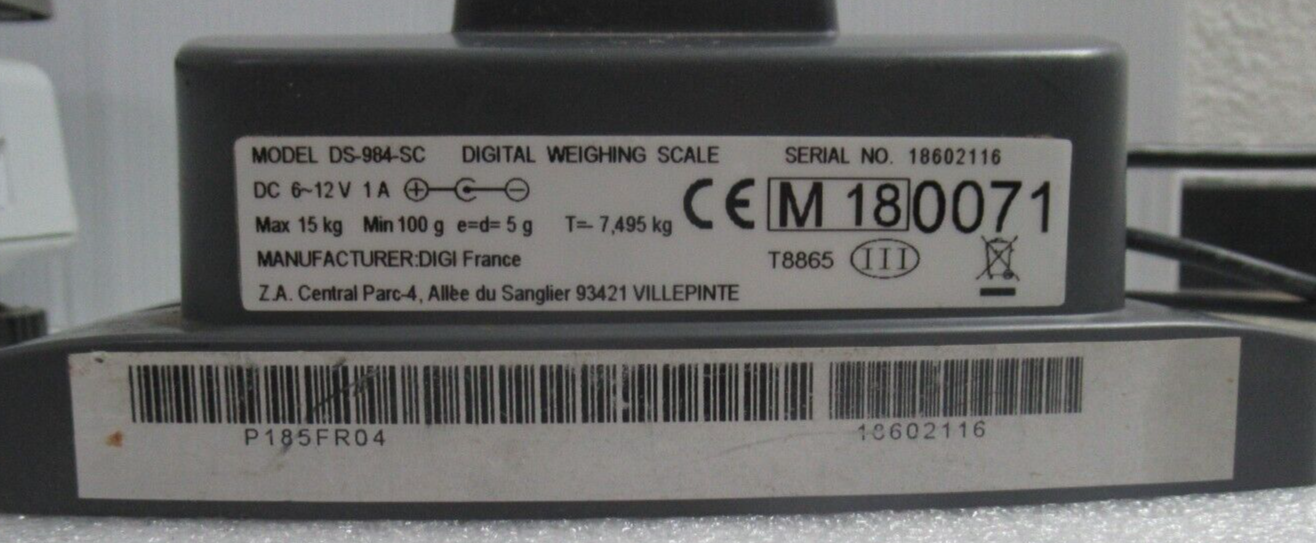 MODEL DS-984-SC DIGITAL WEIGHING SCALE SERIAL NO. 18602116
DC 6~12V 1A
Max 15 kg Min 100 g e=d= 5 g T=- 7,495 kg CE M 18 0071
MANUFACTURER:DIGI France T8865 III
Z.A. Central Parc-4, Allèe du Sanglier 93421 VILLEPINTE
P185FR04 18602116